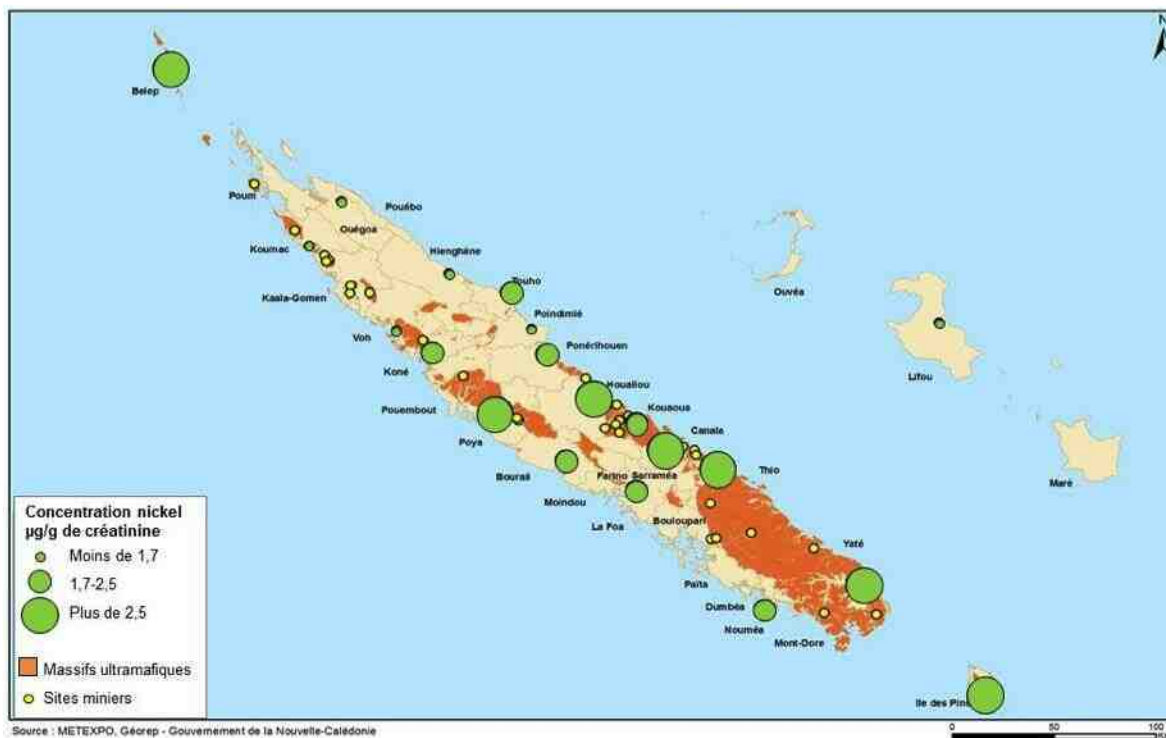 N
Belep
Poum
Pouébo
Ouégoa
Koumac
Hienghène
Ouvéa
Touho
Kaala-Gomen
Poindimié
Voh
Ponérihouen
Lifou
Koné
Houaïlou
Pouembout
Kouaoua
Poya
Canala
Bourail
Farino Sarraméa
Thio
Maré
Moindou
La Foa
Bouloupari
Yaté
Païta
Dumbéa
Nouméa
Mont-Dore
Ile des Pins
Concentration nickel
µg/g de créatinine
Moins de 1,7
1,7-2,5
Plus de 2,5
Massifs ultramafiques
Sites miniers
0 50 100
Source : METEXPO, Gécrep - Gouvernement de la Nouvelle-Calédonie